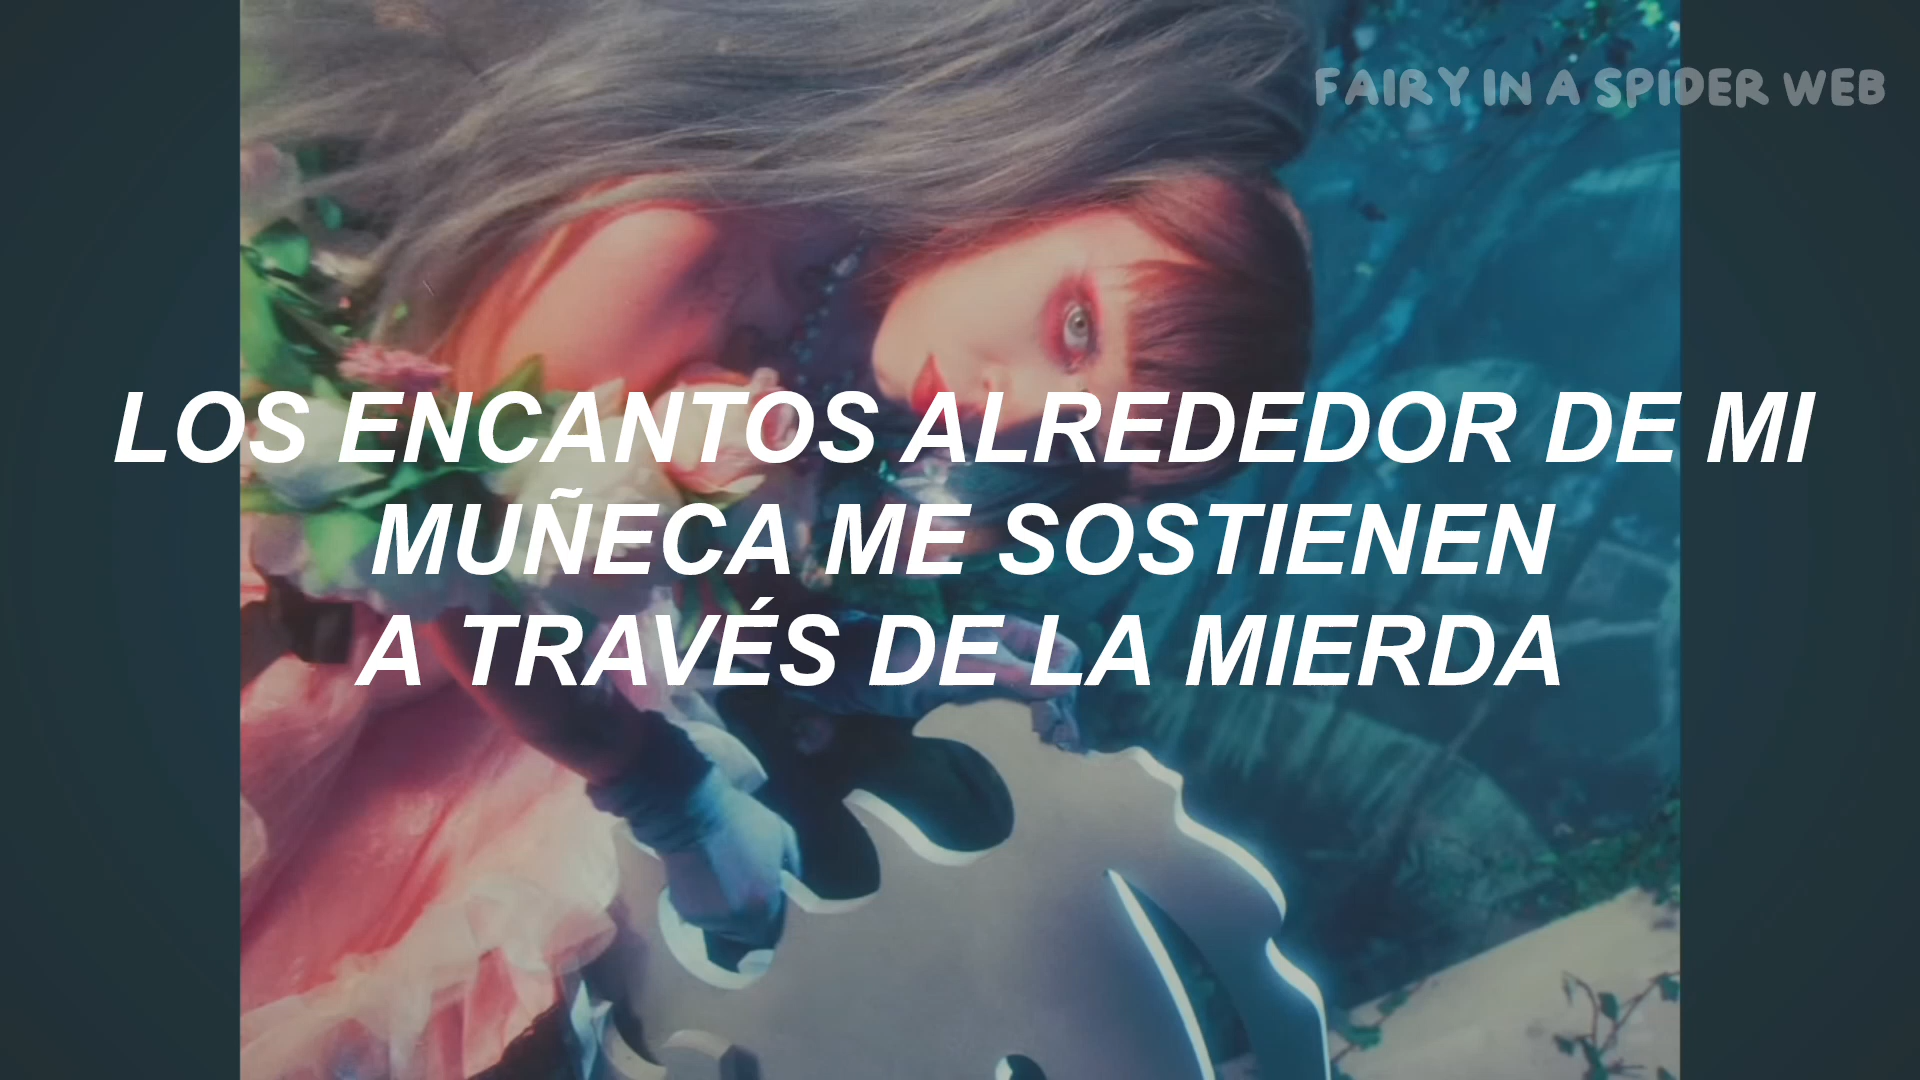 FAIRY IN A SPIDER WEB
LOS ENCANTOS ALREDEDOR DE MI
MUÑECA ME SOSTIENEN
A TRAVÉS DE LA MIERDA